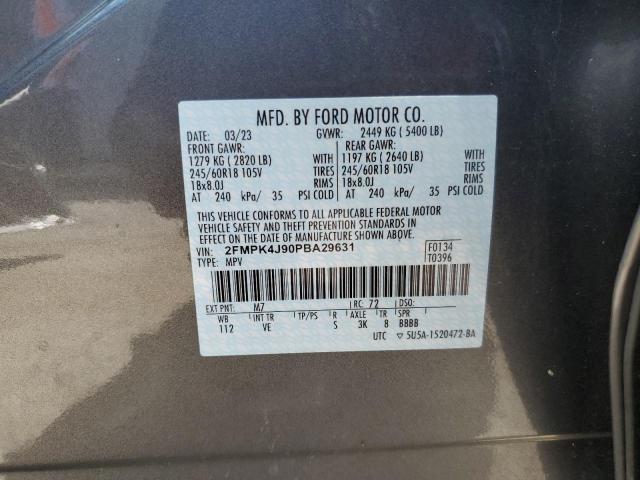 MFD. BY FORD MOTOR CO.
DATE: 03/23 GVWR: 2449 KG ( 5400 LB)
FRONT GAWR: REAR GAWR:
1279 KG ( 2820 LB) WITH 1197 KG ( 2640 LB) WITH
245/60R18 105V TIRES 245/60R18 105V TIRES
18x8.0J RIMS 18x8.0J RIMS
AT 240 kPa/ 35 PSI COLD AT 240 kPa/ 35 PSI COLD
THIS VEHICLE CONFORMS TO ALL APPLICABLE FEDERAL MOTOR
VEHICLE SAFETY AND THEFT PREVENTION STANDARDS IN
EFFECT ON THE DATE OF MANUFACTURE SHOWN ABOVE.
VIN: 2FMPK4J90PBA29631 F0134
TYPE: MPV T0396
EXT PNT: M7 RC: 72 DSO:
WB INT TR TP/PS R AXLE TR SPR
112 VE S 3K 8 BBBB
UTC ▽ 5U5A-1520472-BA